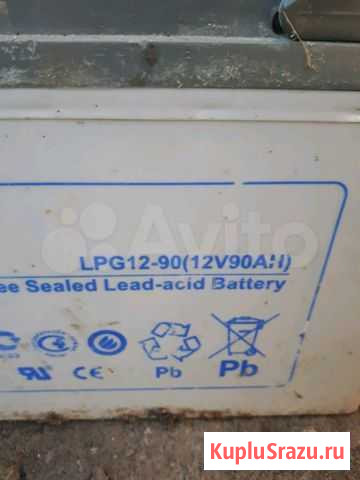 Avito
LPG12-90(12V90AH)
ee Sealed Lead-acid Battery
CE
Pb
Pb
KupluSrazu.ru